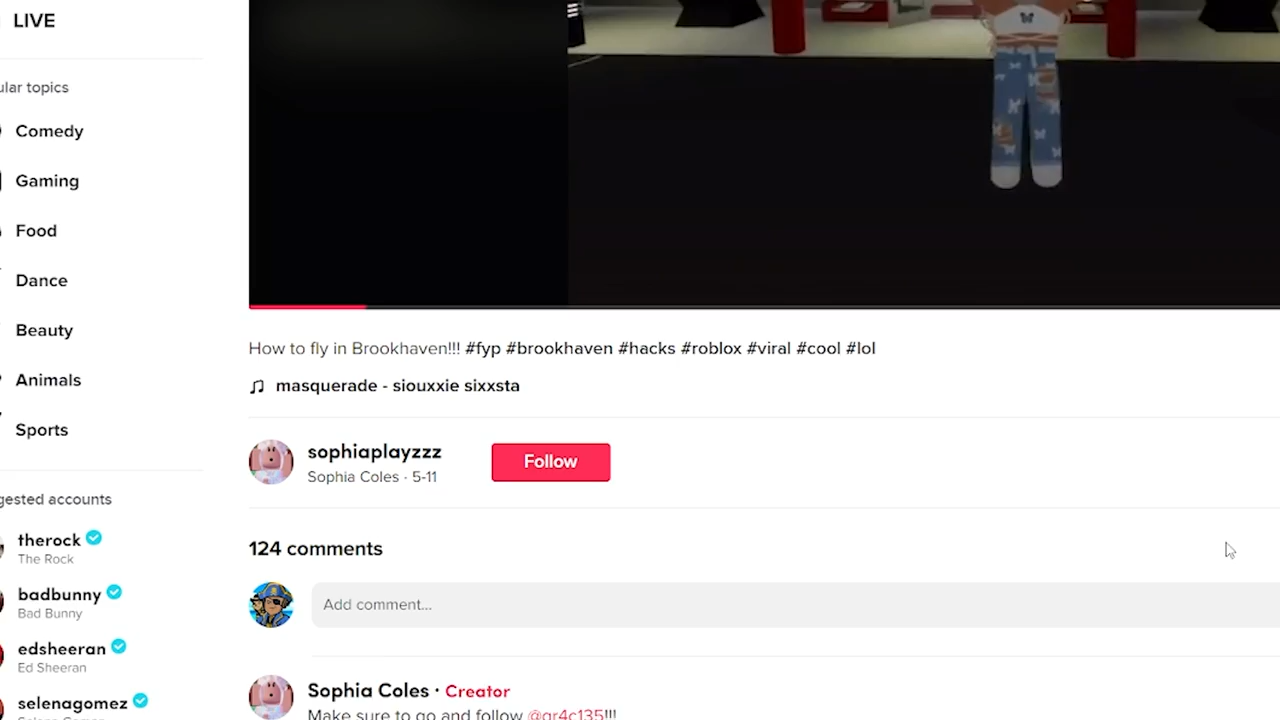 LIVE
ular topics
Comedy
Gaming
Food
Dance
Beauty
Animals
Sports
gested accounts
therock
The Rock
badbunny
Bad Bunny
edsheeran
Ed Sheeran
selenagomez
How to fly in Brookhaven!!! #fyp #brookhaven #hacks #roblox #viral #cool #lol
masquerade - siouxxie sixxsta
sophiaplayzzz
Sophia Coles · 5-11
Follow
124 comments
Add comment...
Sophia Coles · Creator
Make sure to go and follow @gr4c135!!!